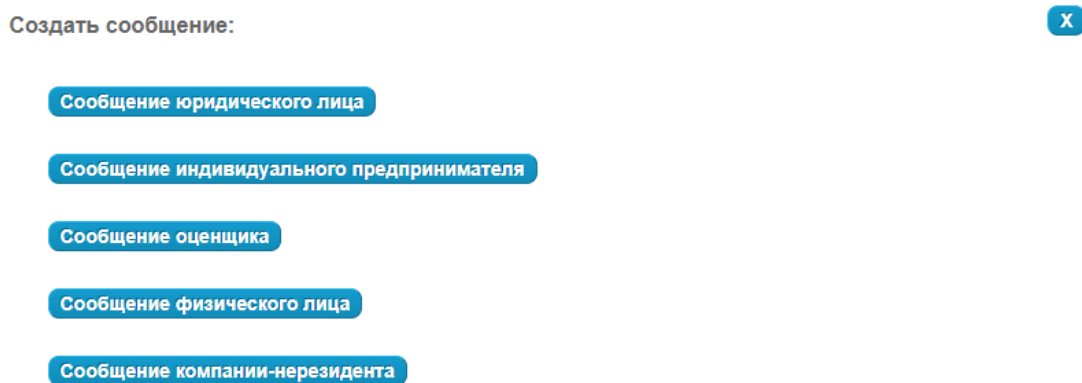 Создать сообщение:
X
Сообщение юридического лица
Сообщение индивидуального предпринимателя
Сообщение оценщика
Сообщение физического лица
Сообщение компании-нерезидента